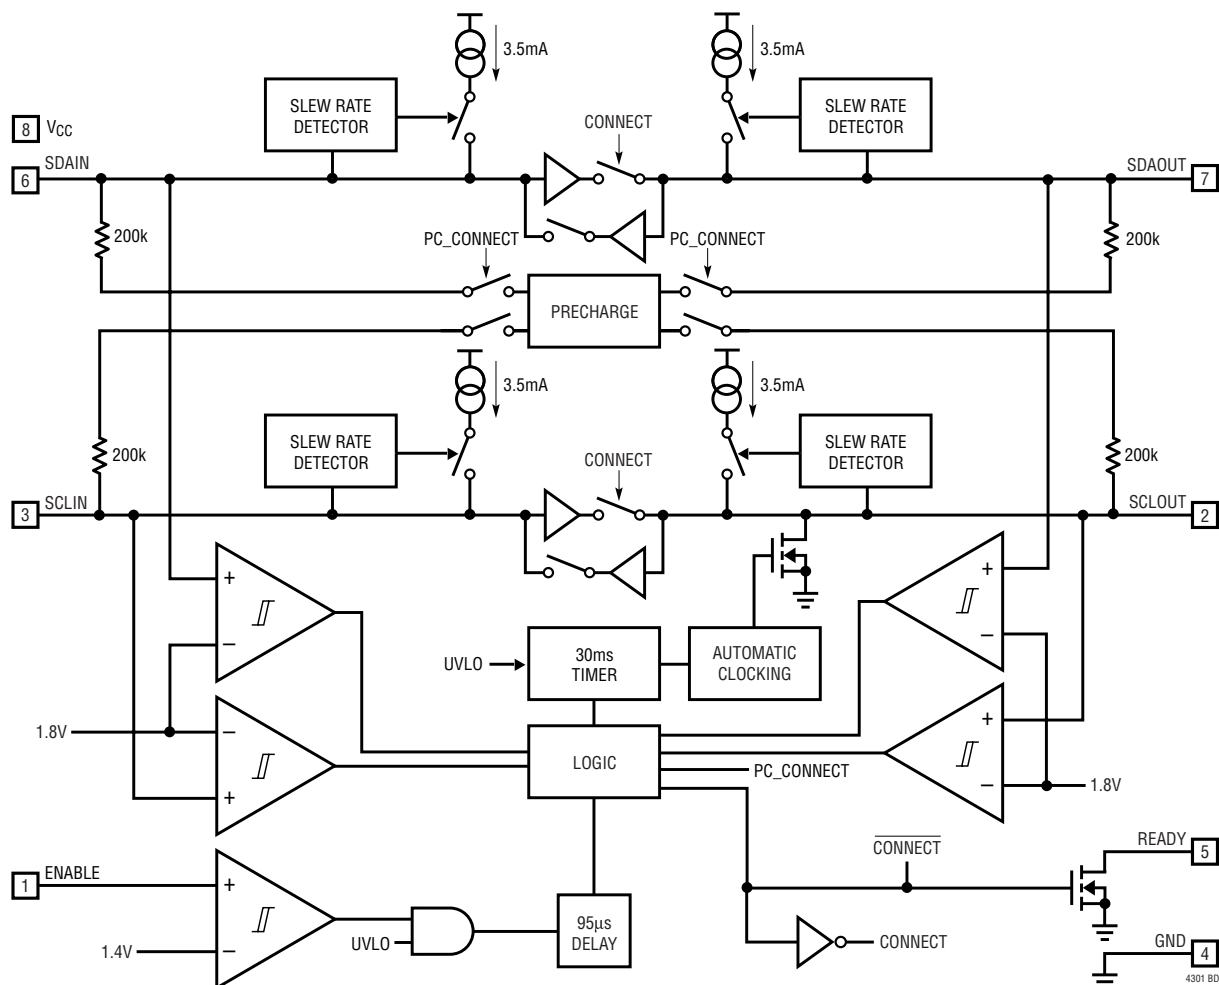 3.5mA
3.5mA
SLEW RATE
DETECTOR
SLEW RATE
DETECTOR
8 VCC
CONNECT
SDAIN
6
SDAOUT
7
200k
PC_CONNECT
PC_CONNECT
200k
PRECHARGE
3.5mA
3.5mA
SLEW RATE
DETECTOR
SLEW RATE
DETECTOR
200k
CONNECT
200k
SCLIN
3
SCLOUT
2
+
+
−
−
UVLO
30ms
TIMER
AUTOMATIC
CLOCKING
1.8V
−
+
LOGIC
PC_CONNECT
+
−
1.8V
CONNECT
READY
5
ENABLE
1
+
95µs
DELAY
UVLO
1.4V
−
CONNECT
GND
4
4301 BD